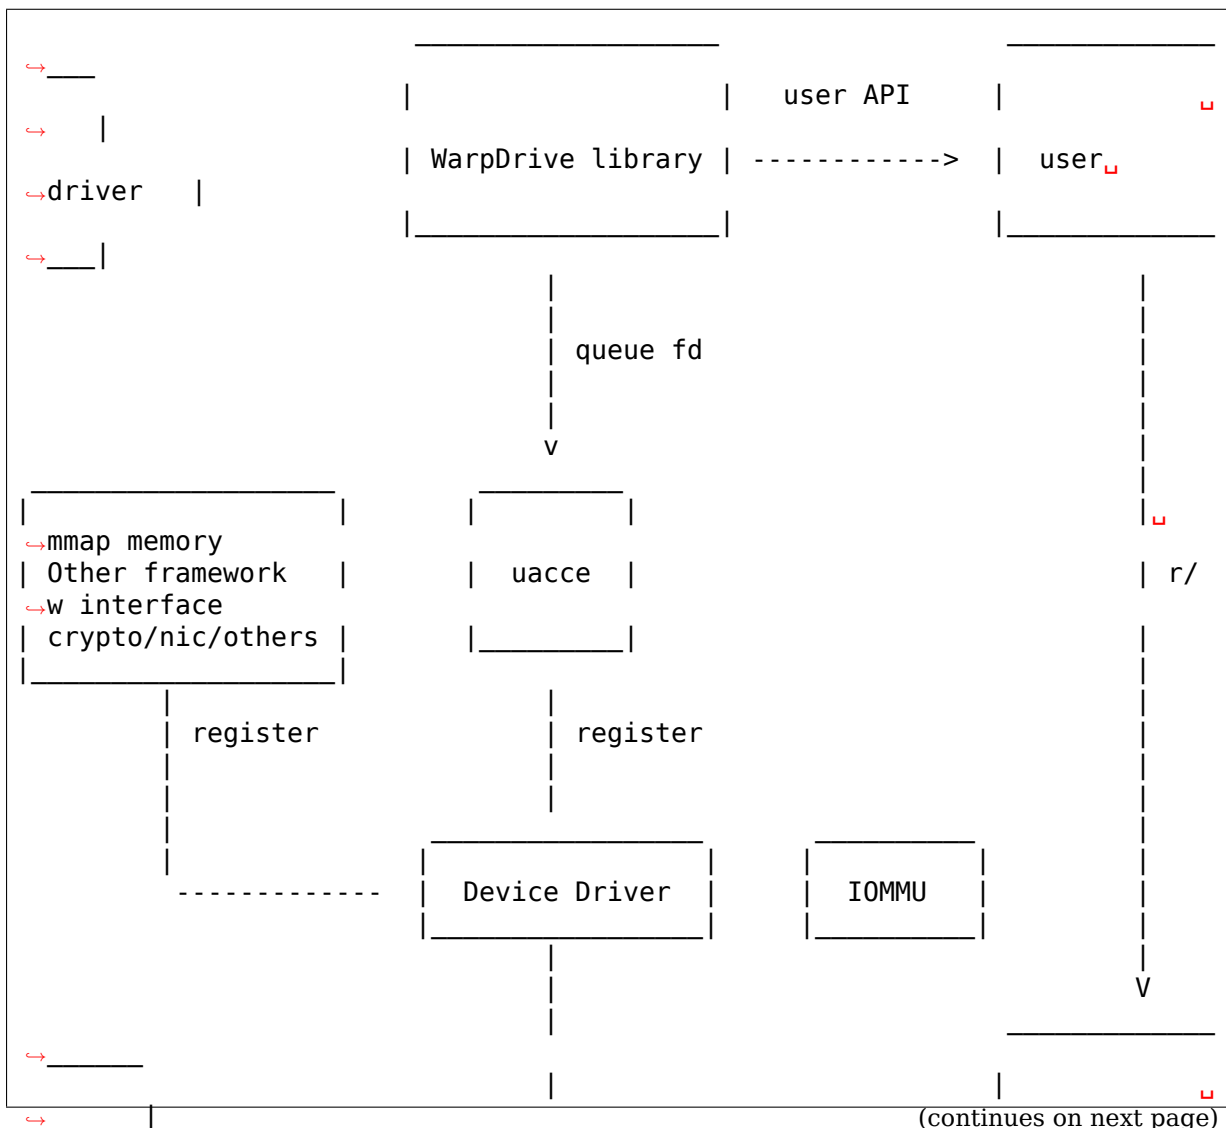 user API
WarpDrive library ------------> user␣
↪driver
queue fd
v
↪mmap memory
Other framework uacce r/
↪w interface
crypto/nic/others
register register
------------- Device Driver IOMMU
V
(continues on next page)